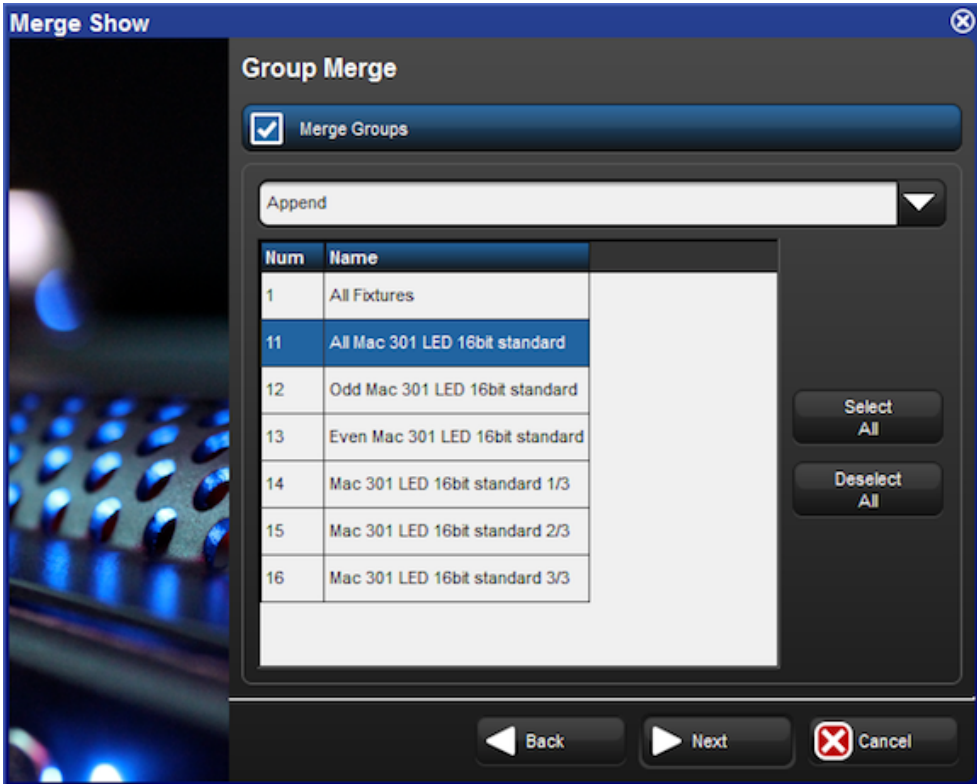 Merge Show
Group Merge
Merge Groups
Append
Num Name
1 All Fixtures
11 All Mac 301 LED 16bit standard
12 Odd Mac 301 LED 16bit standard
13 Even Mac 301 LED 16bit standard
14 Mac 301 LED 16bit standard 1/3
15 Mac 301 LED 16bit standard 2/3
16 Mac 301 LED 16bit standard 3/3
Select
All
Deselect
All
Back Next Cancel